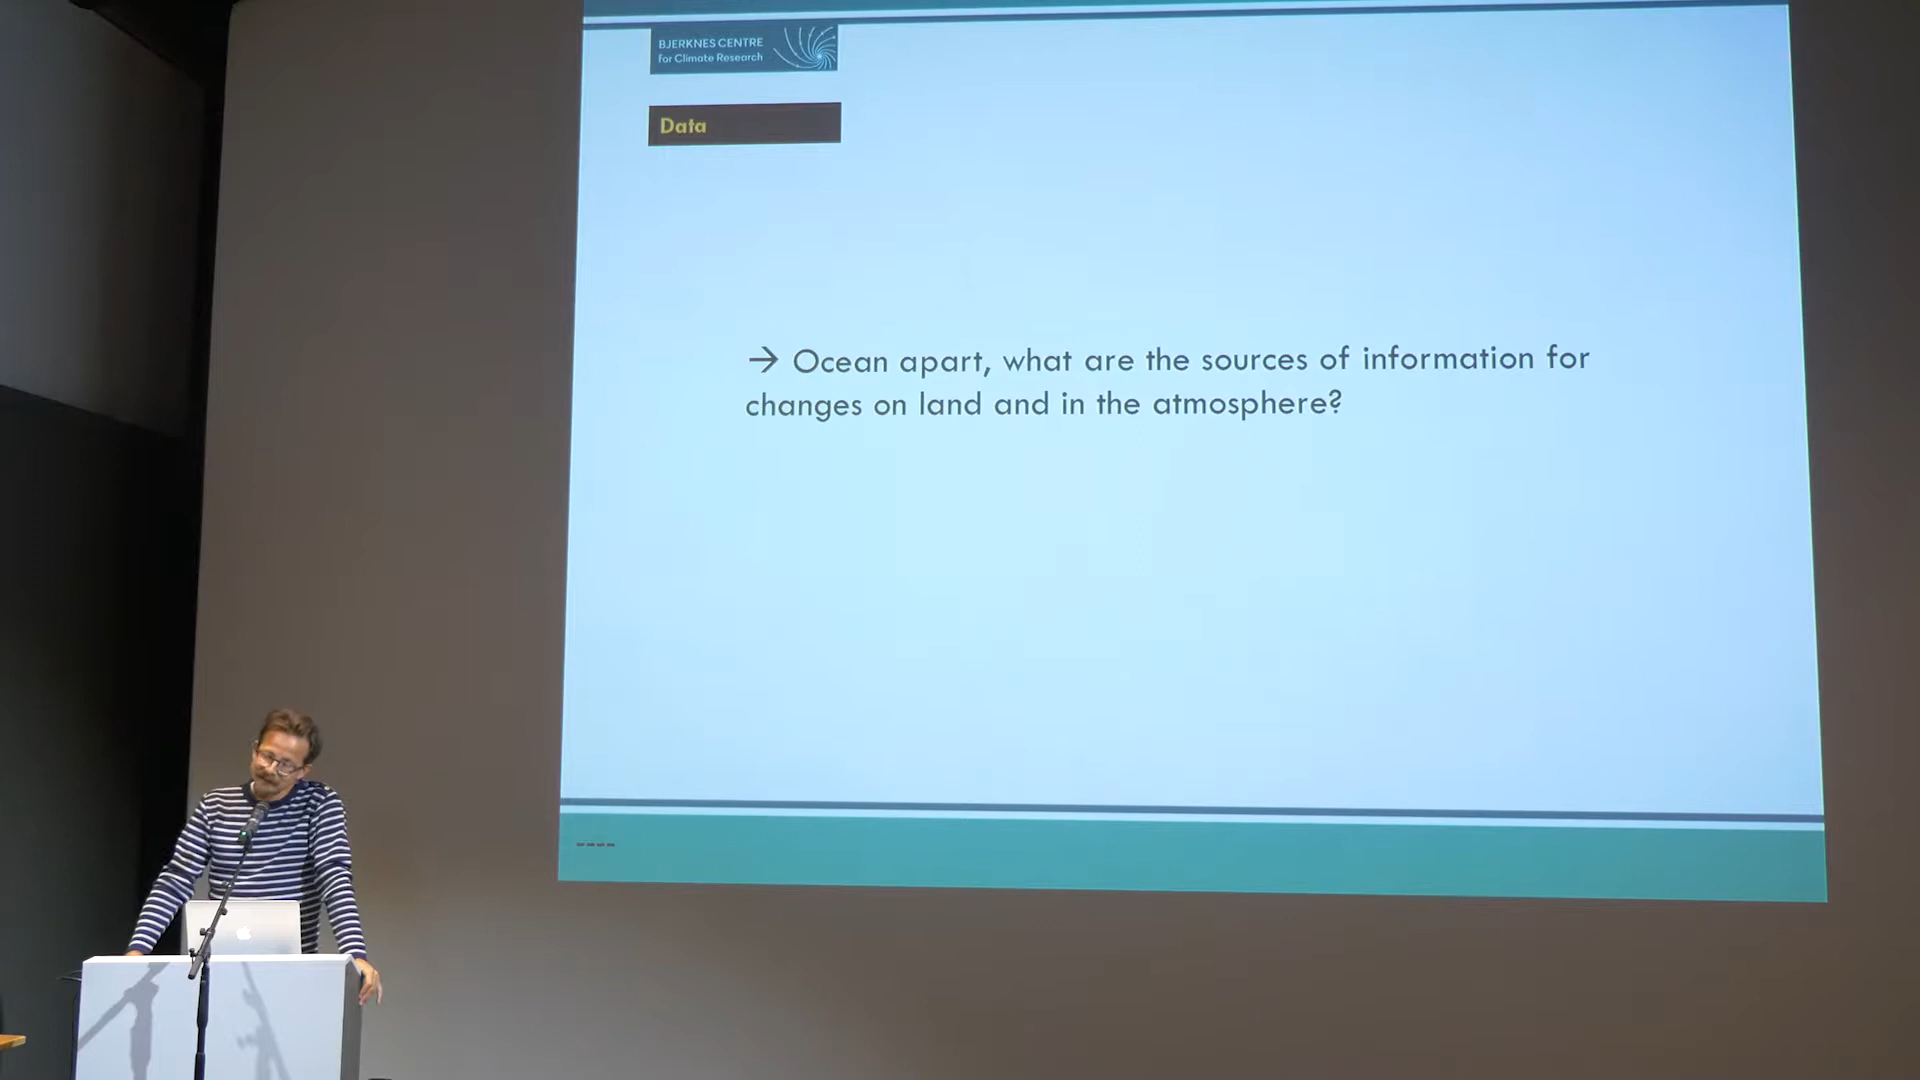 BJERKNES CENTRE
for Climate Research
Data
→ Ocean apart, what are the sources of information for
changes on land and in the atmosphere?
----